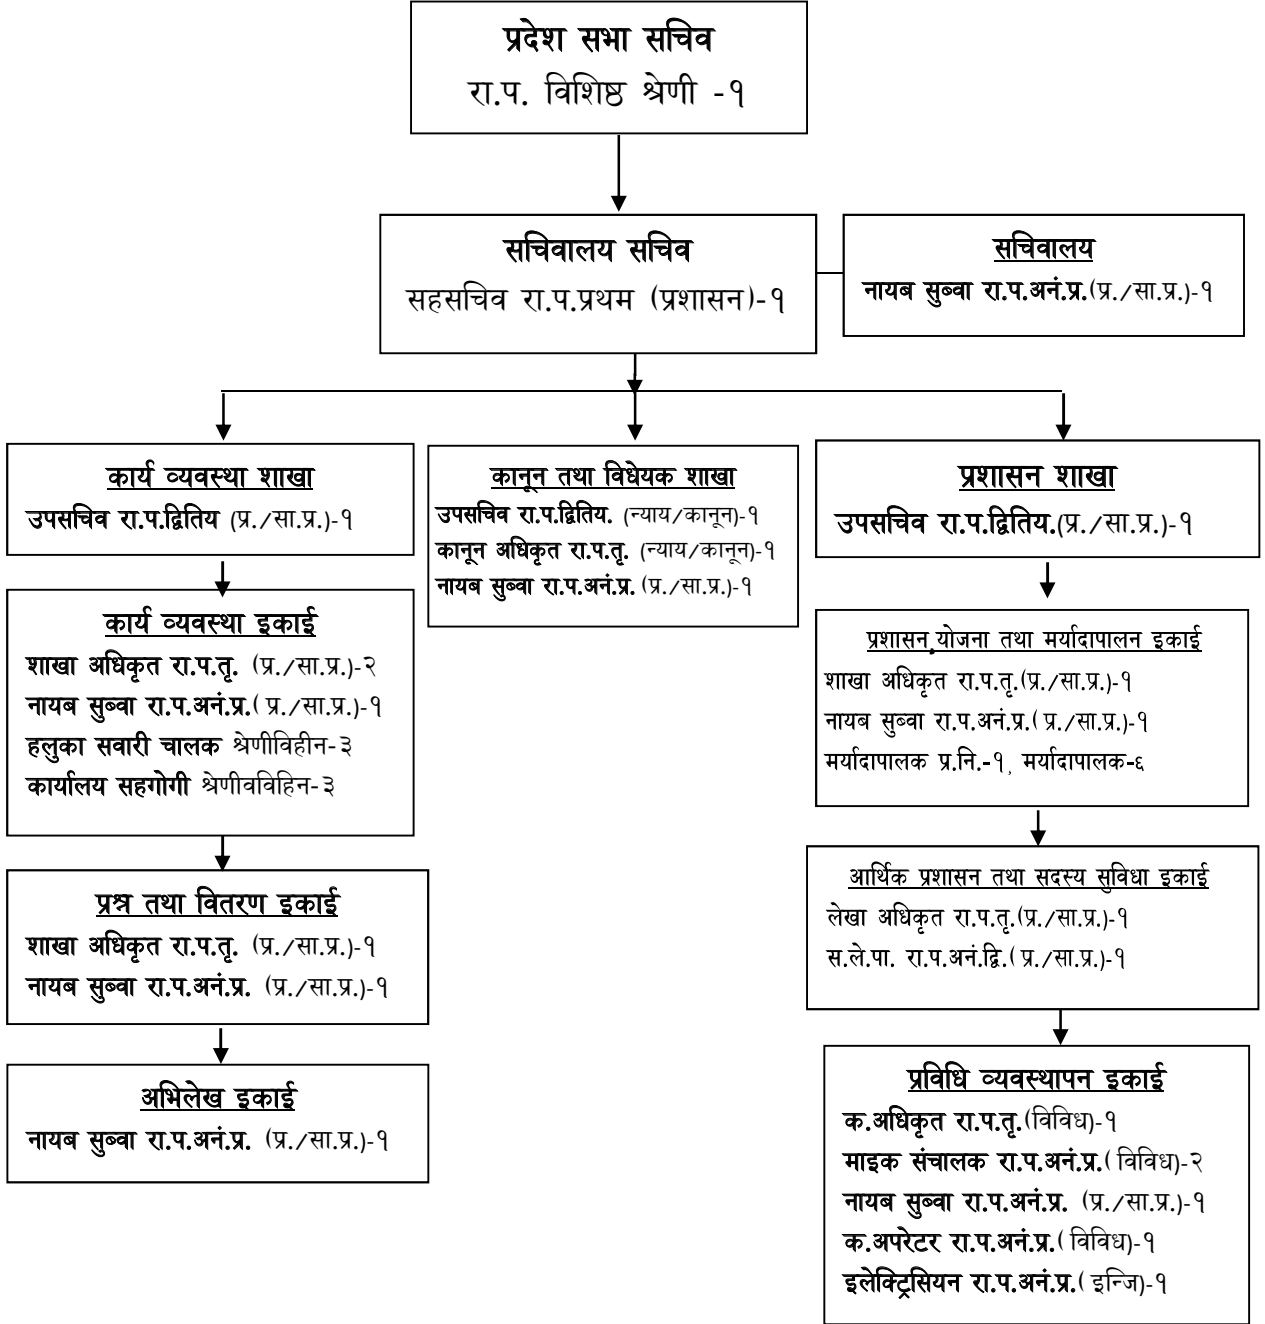 प्रदेश सभा सचिव
रा.प. विशिष्ठ श्रेणी -१
सचिवालय सचिव
सहसचिव रा.प.प्रथम (प्रशासन)-१
सचिवालय
नायब सुब्वा रा.प.अनं.प्र.(प्र./सा.प्र.)-१
कार्य व्यवस्था शाखा
उपसचिव रा.प.द्वितिय (प्र./सा.प्र.)-१
कार्य व्यवस्था इकाई
शाखा अधिकृत रा.प.तृ. (प्र./सा.प्र.)-२
नायब सुब्वा रा.प.अनं.प्र.( प्र./सा.प्र.)-१
हलुका सवारी चालक श्रेणीविहीन-३
कार्यालय सहगोगी श्रेणीवविहिन-३
प्रश्न तथा वितरण इकाई
शाखा अधिकृत रा.प.तृ. (प्र./सा.प्र.)-१
नायब सुब्वा रा.प.अनं.प्र. (प्र./सा.प्र.)-१
अभिलेख इकाई
नायब सुब्वा रा.प.अनं.प्र. (प्र./सा.प्र.)-१
कानून तथा विधेयक शाखा
उपसचिव रा.प.द्वितिय. (न्याय/कानून)-१
कानून अधिकृत रा.प.तृ. (न्याय/कानून)-१
नायब सुब्वा रा.प.अनं.प्र. (प्र./सा.प्र.)-१
प्रशासन शाखा
उपसचिव रा.प.द्वितिय.(प्र./सा.प्र.)-१
प्रशासन,योजना तथा मर्यादापालन इकाई
शाखा अधिकृत रा.प.तृ.(प्र./सा.प्र.)-१
नायब सुब्वा रा.प.अनं.प्र.( प्र./सा.प्र.)-१
मर्यादापालक प्र.नि.-१, मर्यादापालक-६
आर्थिक प्रशासन तथा सदस्य सुविधा इकाई
लेखा अधिकृत रा.प.तृ.(प्र./सा.प्र.)-१
स.ले.पा. रा.प.अनं.द्वि.( प्र./सा.प्र.)-१
प्रविधि व्यवस्थापन इकाई
क.अधिकृत रा.प.तृ.(विविध)-१
माइक संचालक रा.प.अनं.प्र.( विविध)-२
नायब सुब्वा रा.प.अनं.प्र. (प्र./सा.प्र.)-१
क.अपरेटर रा.प.अनं.प्र.( विविध)-१
इलेक्ट्रिसियन रा.प.अनं.प्र.( इन्जि)-१